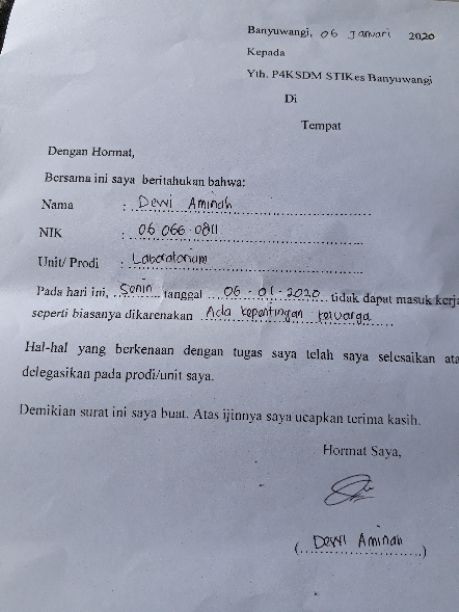 Banyuwangi, 06 Januari 2020
Kepada
Yth. P4KSDM STIKes Banyuwangi
Di
Tempat
Dengan Hormat,
Bersama ini saya beritahukan bahwa:
Nama : Dewi Aminah
NIK : 06 066.0811
Unit/ Prodi : Laboratorium
Pada hari ini, Senin tanggal 06 - 01 - 2020 tidak dapat masuk kerja
seperti biasanya dikarenakan Ada kepentingan keluarga
Hal-hal yang berkenaan dengan tugas saya telah saya selesaikan ata
delegasikan pada prodi/unit saya.
Demikian surat ini saya buat. Atas ijinnya saya ucapkan terima kasih.
Hormat Saya,
(Dewi Aminah)